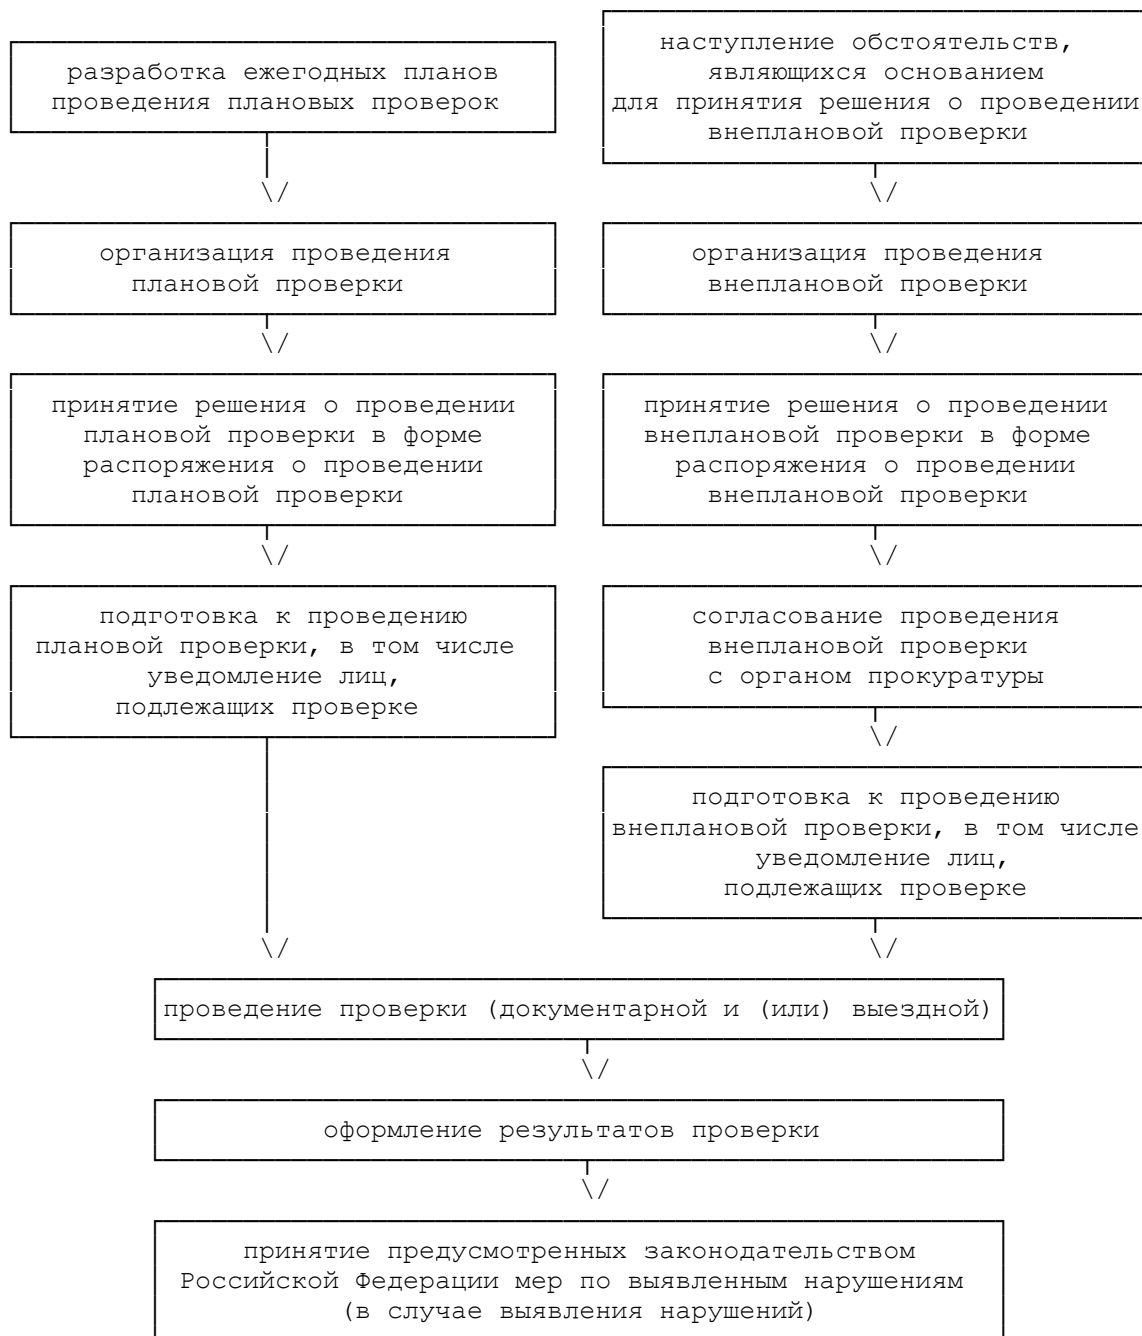 разработка ежегодных планов
проведения плановых проверок
наступление обстоятельств,
являющихся основанием
для принятия решения о проведении
внеплановой проверки
организация проведения
плановой проверки
организация проведения
внеплановой проверки
принятие решения о проведении
плановой проверки в форме
распоряжения о проведении
плановой проверки
принятие решения о проведении
внеплановой проверки в форме
распоряжения о проведении
внеплановой проверки
подготовка к проведению
плановой проверки, в том числе
уведомление лиц,
подлежащих проверке
согласование проведения
внеплановой проверки
с органом прокуратуры
подготовка к проведению
внеплановой проверки, в том числе
уведомление лиц,
подлежащих проверке
проведение проверки (документарной и (или) выездной)
оформление результатов проверки
принятие предусмотренных законодательством
Российской Федерации мер по выявленным нарушениям
(в случае выявления нарушений)